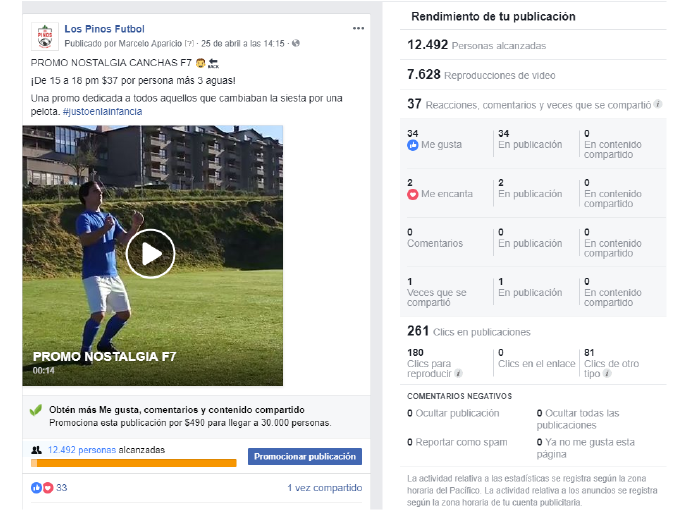 Los Pinos Futbol
Publicado por Marcelo Aparicio [?] · 25 de abril a las 14:15 ·
PROMO NOSTALGIA CANCHAS F7 👦🔙
¡De 15 a 18 pm $37 por persona más 3 aguas!
Una promo dedicada a todos aquellos que cambiaban la siesta por una
pelota. #justoenlainfancia
PROMO NOSTALGIA F7
00:14
Obtén más Me gusta, comentarios y contenido compartido
Promociona esta publicación por $490 para llegar a 30.000 personas.
12.492 personas alcanzadas
Promocionar publicación
33
1 vez compartido
Rendimiento de tu publicación
12.492 Personas alcanzadas
7.628 Reproducciones de video
37 Reacciones, comentarios y veces que se compartió
34
Me gusta
34
En publicación
0
En contenido
compartido
2
Me encanta
2
En publicación
0
En contenido
compartido
0
Comentarios
0
En publicación
0
En contenido
compartido
1
Veces que se
compartió
1
En publicación
0
En contenido
compartido
261 Clics en publicaciones
180
Clics para
reproducir
0
Clics en el enlace
81
Clics de otro
tipo
COMENTARIOS NEGATIVOS
0 Ocultar publicación
0 Ocultar todas las
publicaciones
0 Reportar como spam
0 Ya no me gusta esta
página
La actividad relativa a las estadísticas se registra según la zona
horaria del Pacífico. La actividad relativa a los anuncios se registra
según la zona horaria de tu cuenta publicitaria.